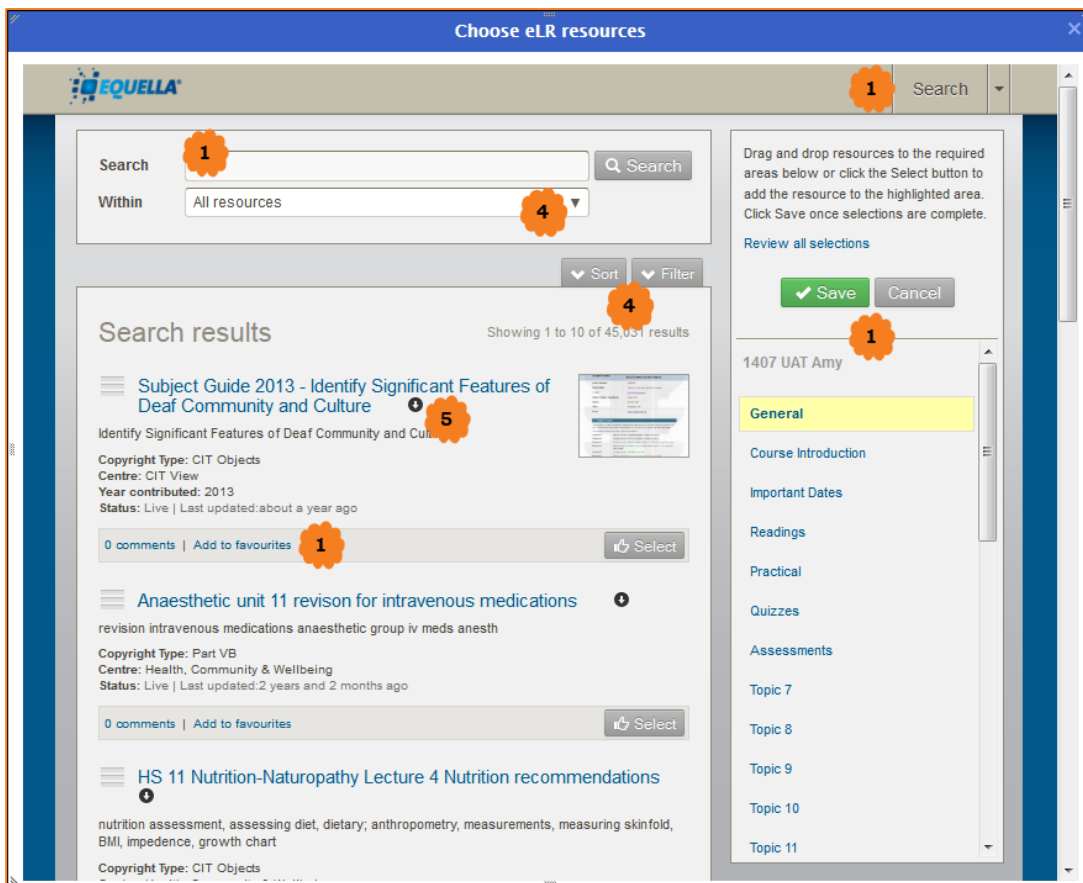 Choose eLR resources
EQUELLA
1 Search
Search 1 Search
Within All resources 4
Sort Filter
4
Search results
Showing 1 to 10 of 45,031 results
Subject Guide 2013 - Identify Significant Features of
Deaf Community and Culture 5
Identify Significant Features of Deaf Community and
Copyright Type: CIT Objects
Centre: CIT View
Year contributed: 2013
Status: Live | Last updated:about a year ago
0 comments | Add to favourites 1 Select
Anaesthetic unit 11 revison for intravenous medications
revision intravenous medications anaesthetic group iv meds anesth
Copyright Type: Part VB
Centre: Health, Community & Wellbeing
Status: Live | Last updated:2 years and 2 months ago
0 comments | Add to favourites Select
HS 11 Nutrition-Naturopathy Lecture 4 Nutrition recommendations
nutrition assessment, assessing diet, dietary; anthropometry, measurements, measuring skinfold,
BMI, impedence, growth chart
Copyright Type: CIT Objects
Drag and drop resources to the required
areas below or click the Select button to
add the resource to the highlighted area.
Click Save once selections are complete.
Review all selections
Save Cancel
1
1407 UAT Amy
General
Course Introduction
Important Dates
Readings
Practical
Quizzes
Assessments
Topic 7
Topic 8
Topic 9
Topic 10
Topic 11